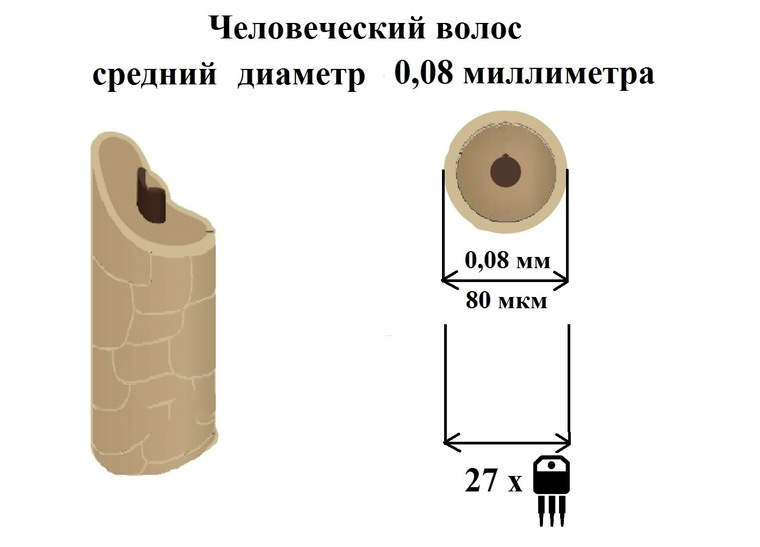 Человеческий волос
средний диаметр 0,08 миллиметра
0,08 мм
80 мкм
27 х